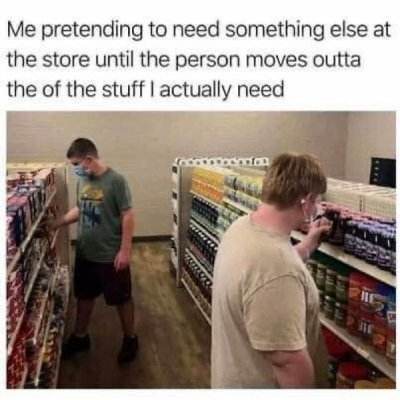 Me pretending to need something else at
the store until the person moves outta
the of the stuff I actually need